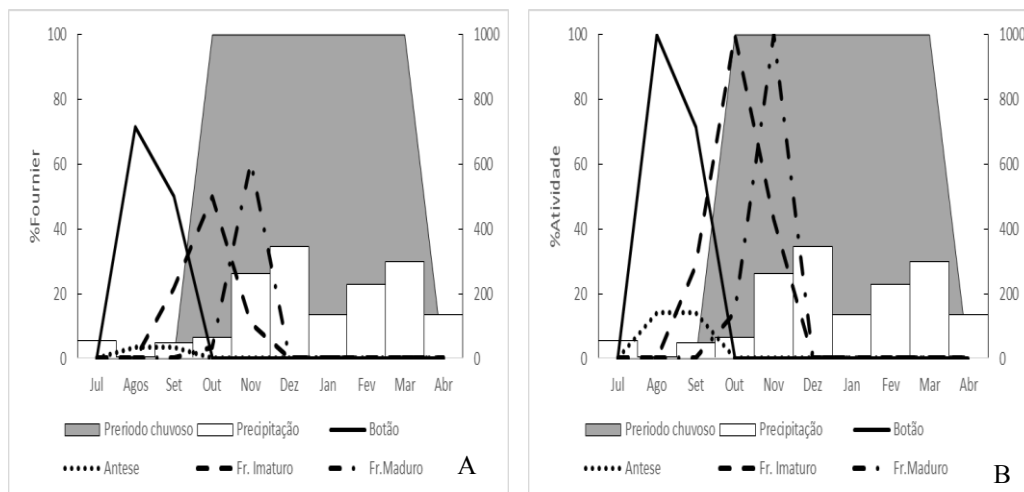 %Fournier
100
80
60
40
20
0
1000
800
600
400
200
0
Jul Agos Set Out Nov Dez Jan Fev Mar Abr
Preriodo chuvoso Precipitação Botão
Antese Fr. Imaturo Fr.Maduro
A
%Atividade
100
80
60
40
20
0
1000
800
600
400
200
0
Jul Ago Set Out Nov Dez Jan Fev Mar Abr
Preriodo chuvoso Precipitação Botão
Antese Fr. Imaturo Fr.Maduro
B